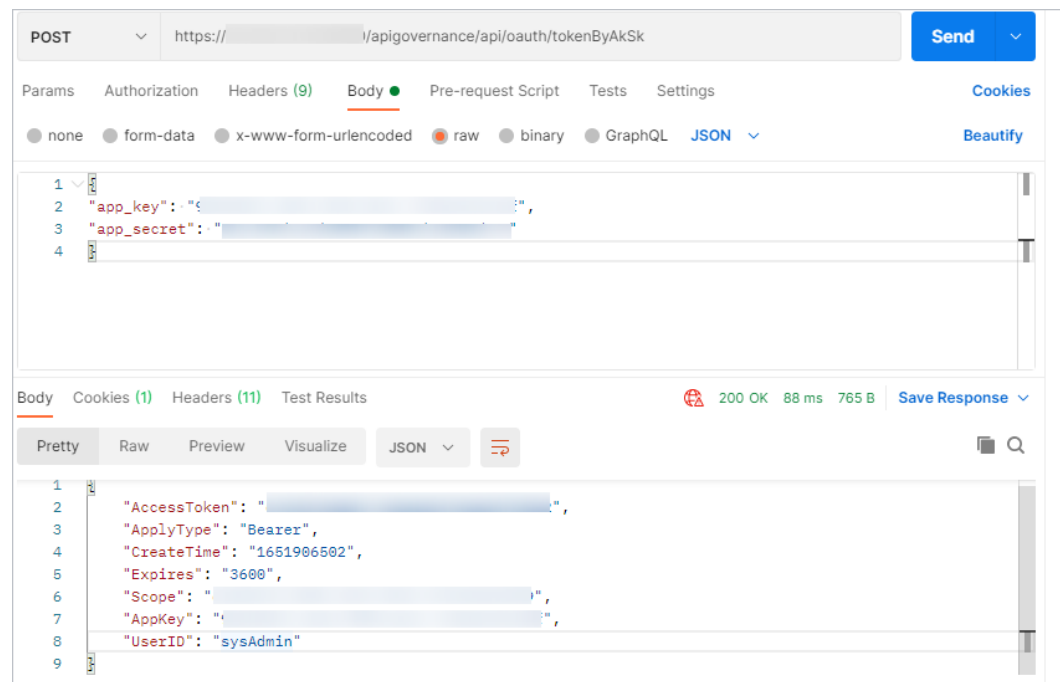 POST https:// /apigovernance/api/oauth/tokenByAkSk Send
Params Authorization Headers (9) Body Pre-request Script Tests Settings Cookies
none form-data x-www-form-urlencoded raw binary GraphQL JSON Beautify
1 {
2 "app_key": "9 ",
3 "app_secret": " "
4 }
Body Cookies (1) Headers (11) Test Results 200 OK 88 ms 765 B Save Response
Pretty Raw Preview Visualize JSON
1 {
2 "AccessToken": " ",
3 "ApplyType": "Bearer",
4 "CreateTime": "1651906502",
5 "Expires": "3600",
6 "Scope": " ",
7 "AppKey": " ",
8 "UserID": "sysAdmin"
9 }